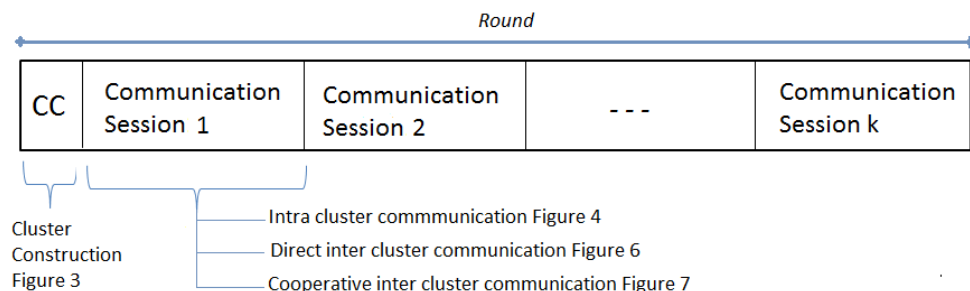 Round
CC
Communication
Session 1
Communication
Session 2
- - -
Communication
Session k
Cluster
Construction
Figure 3
Intra cluster commmunication Figure 4
Direct inter cluster communication Figure 6
Cooperative inter cluster communication Figure 7